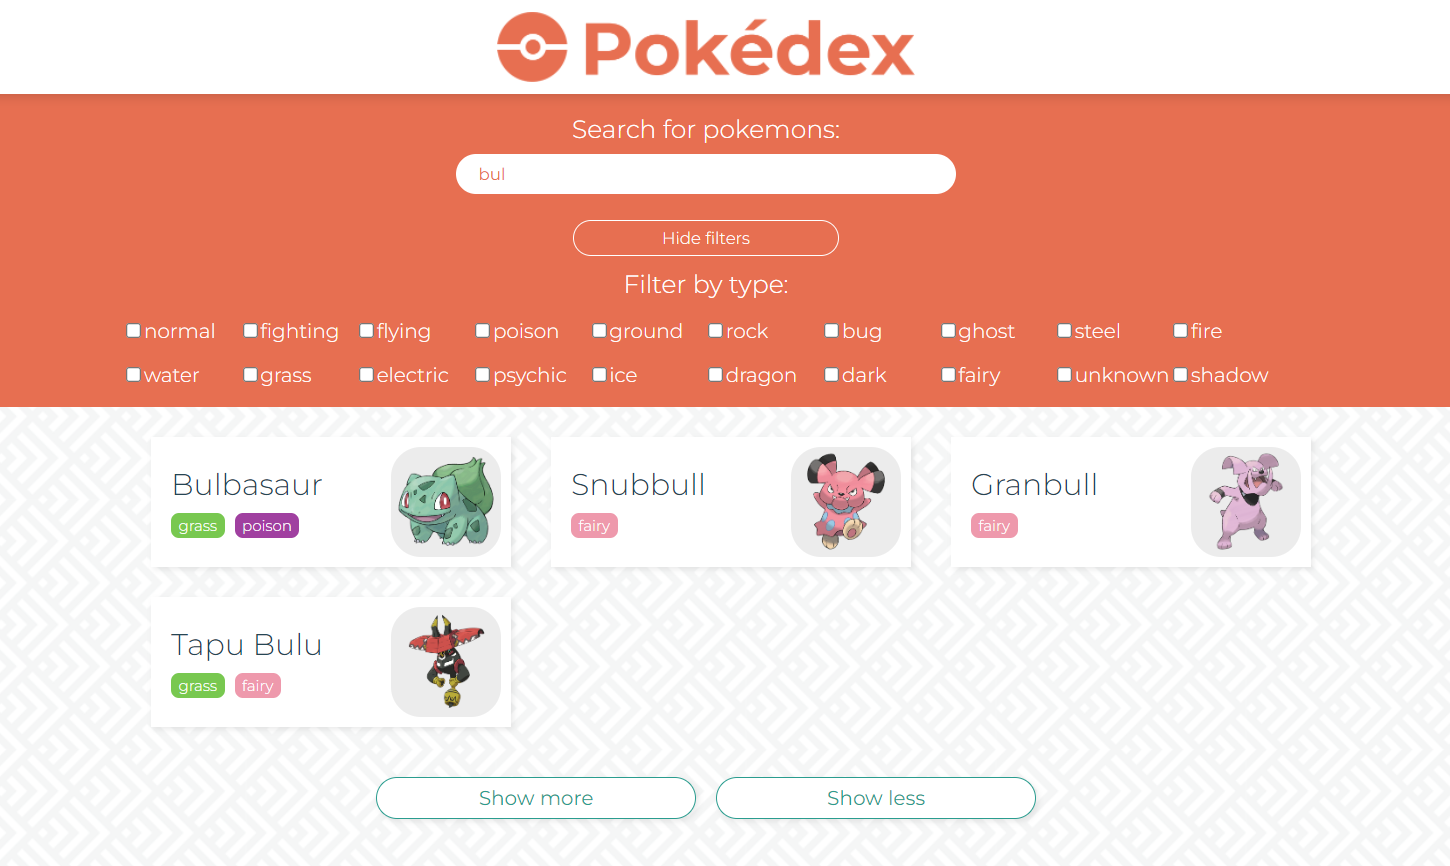 Pokédex
Search for pokemons:
bul
Hide filters
Filter by type:
normal fighting flying poison ground rock bug ghost steel fire
water grass electric psychic ice dragon dark fairy unknown shadow
Bulbasaur
grass poison
Snubbull
fairy
Granbull
fairy
Tapu Bulu
grass fairy
Show more Show less